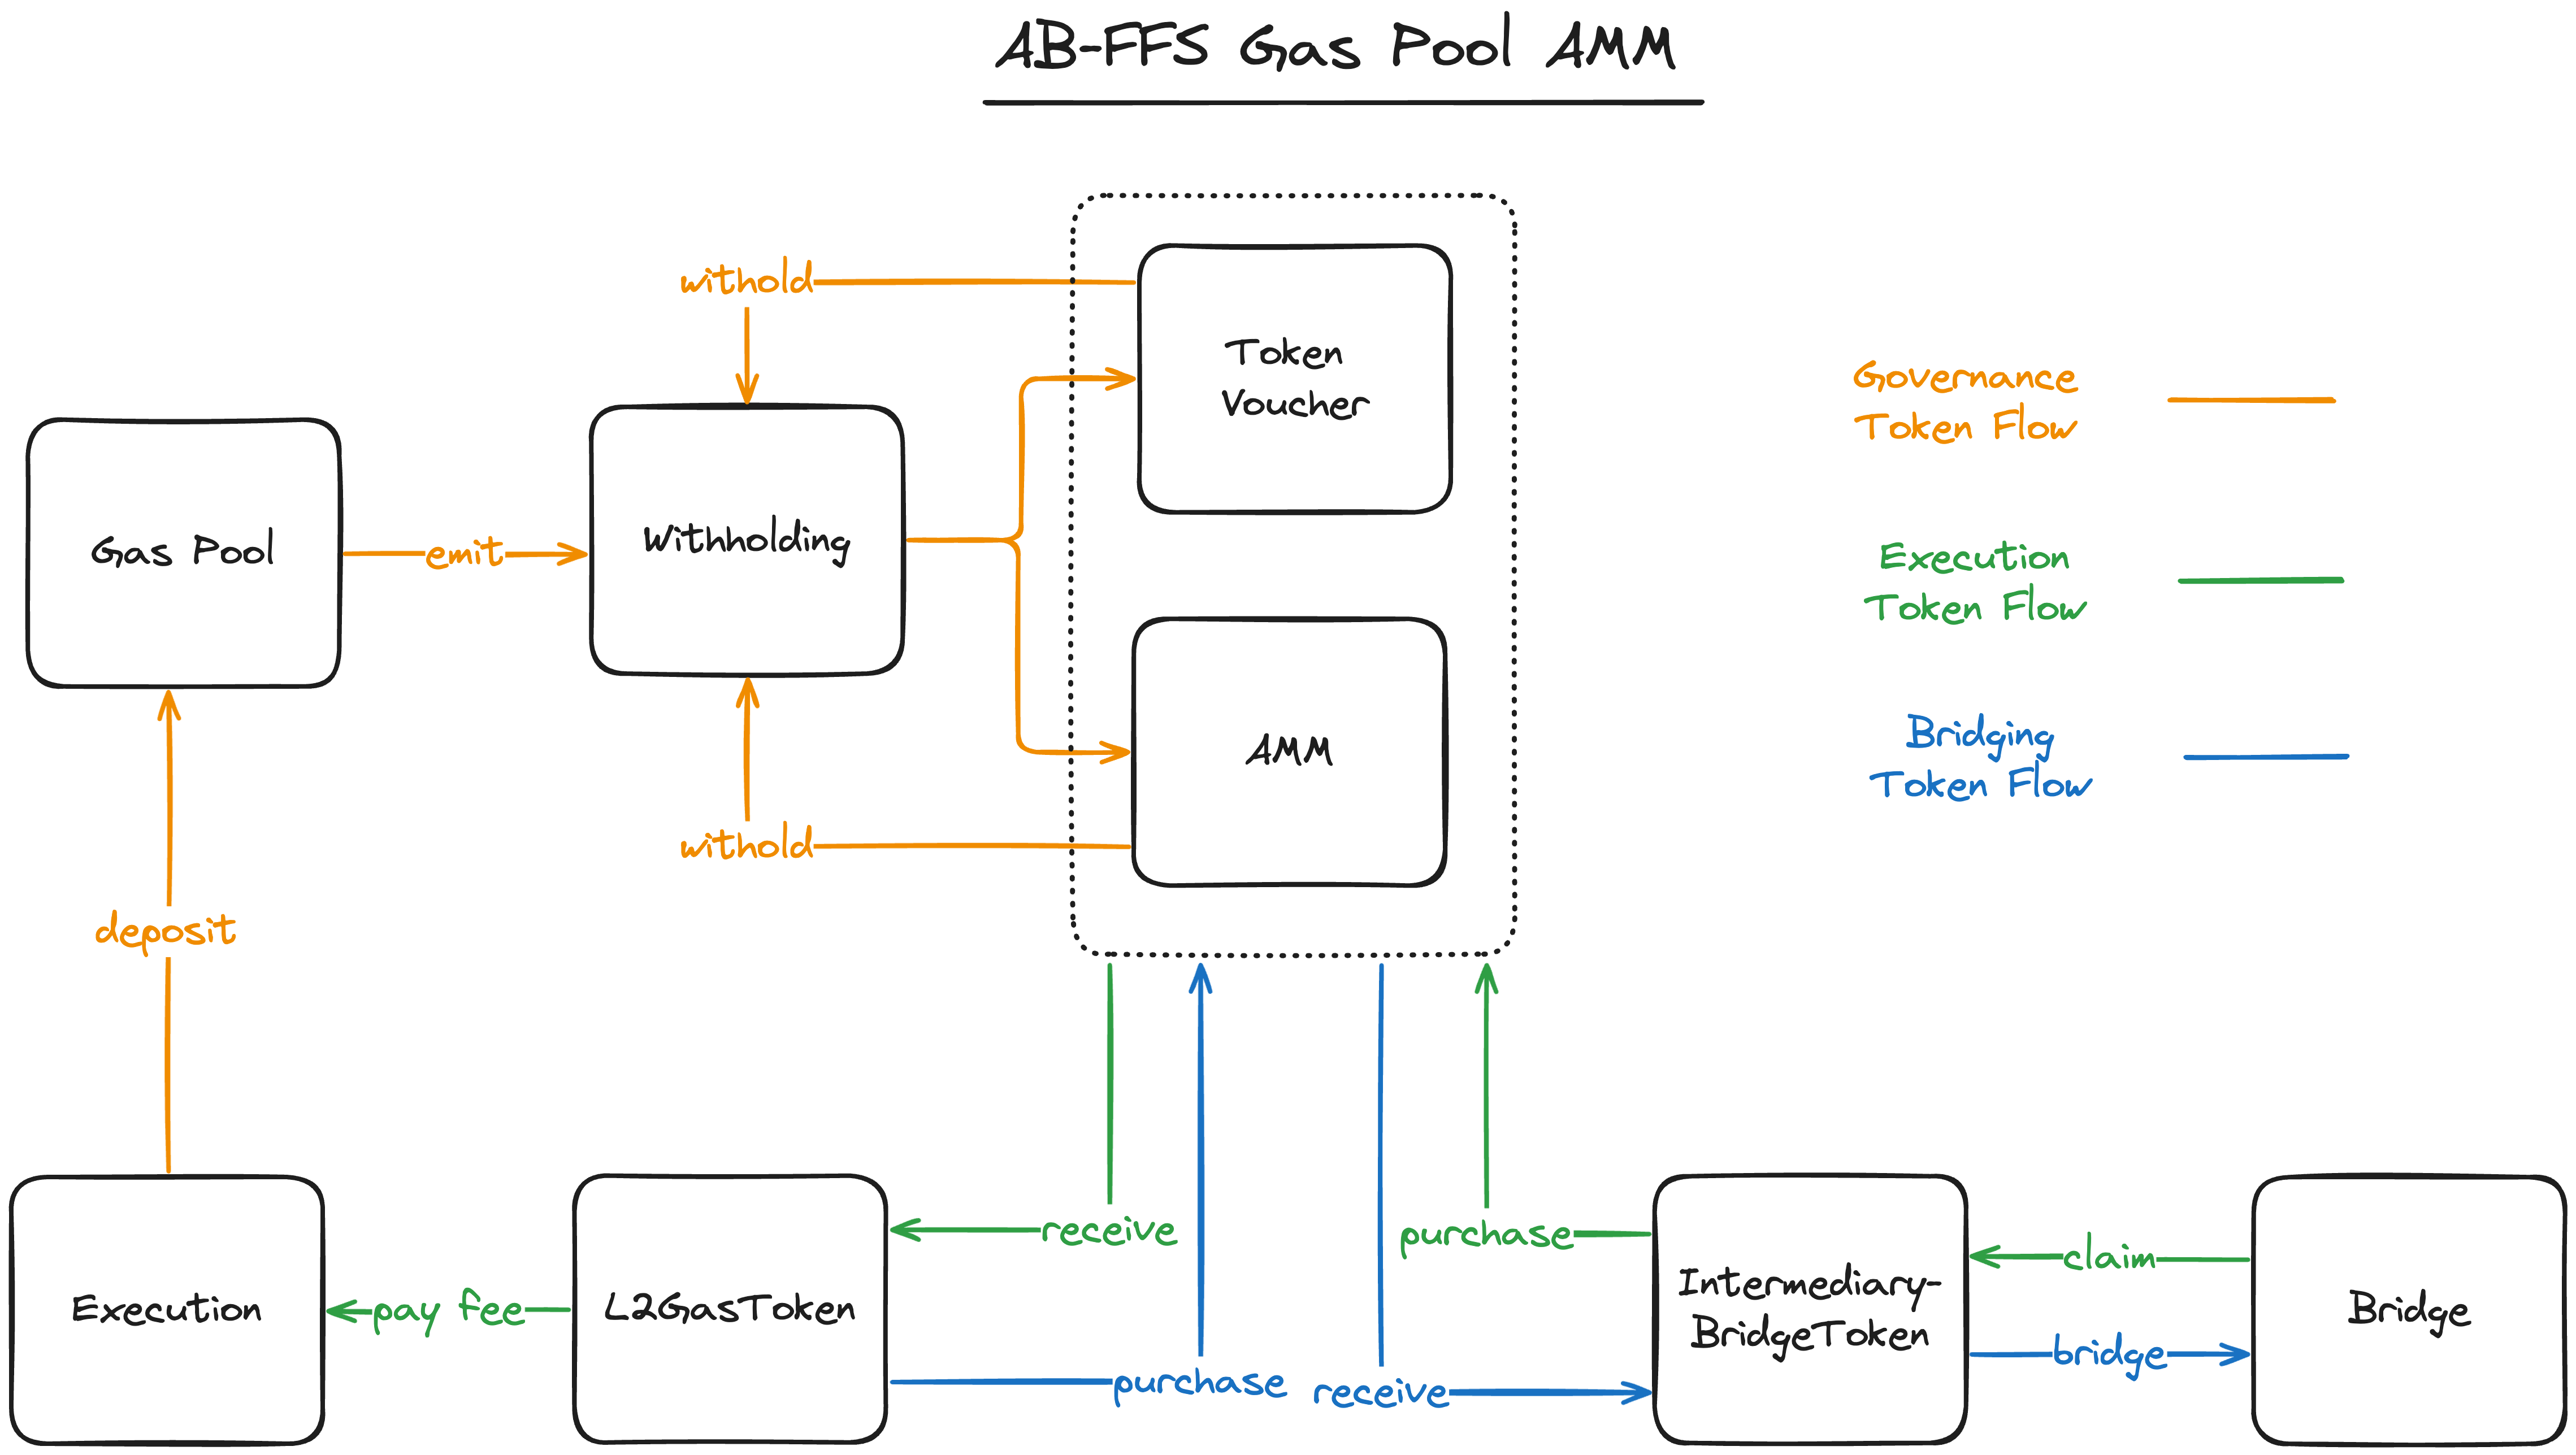 AB-FFS Gas Pool AMM
withold
Token
Voucher
Governance
Token Flow
Gas Pool
emit
Withholding
Execution
Token Flow
AMM
Bridging
Token Flow
withold
deposit
receive
purchase
claim
Execution
pay fee
L2GasToken
Intermediary-
BridgeToken
Bridge
bridge
purchase
receive